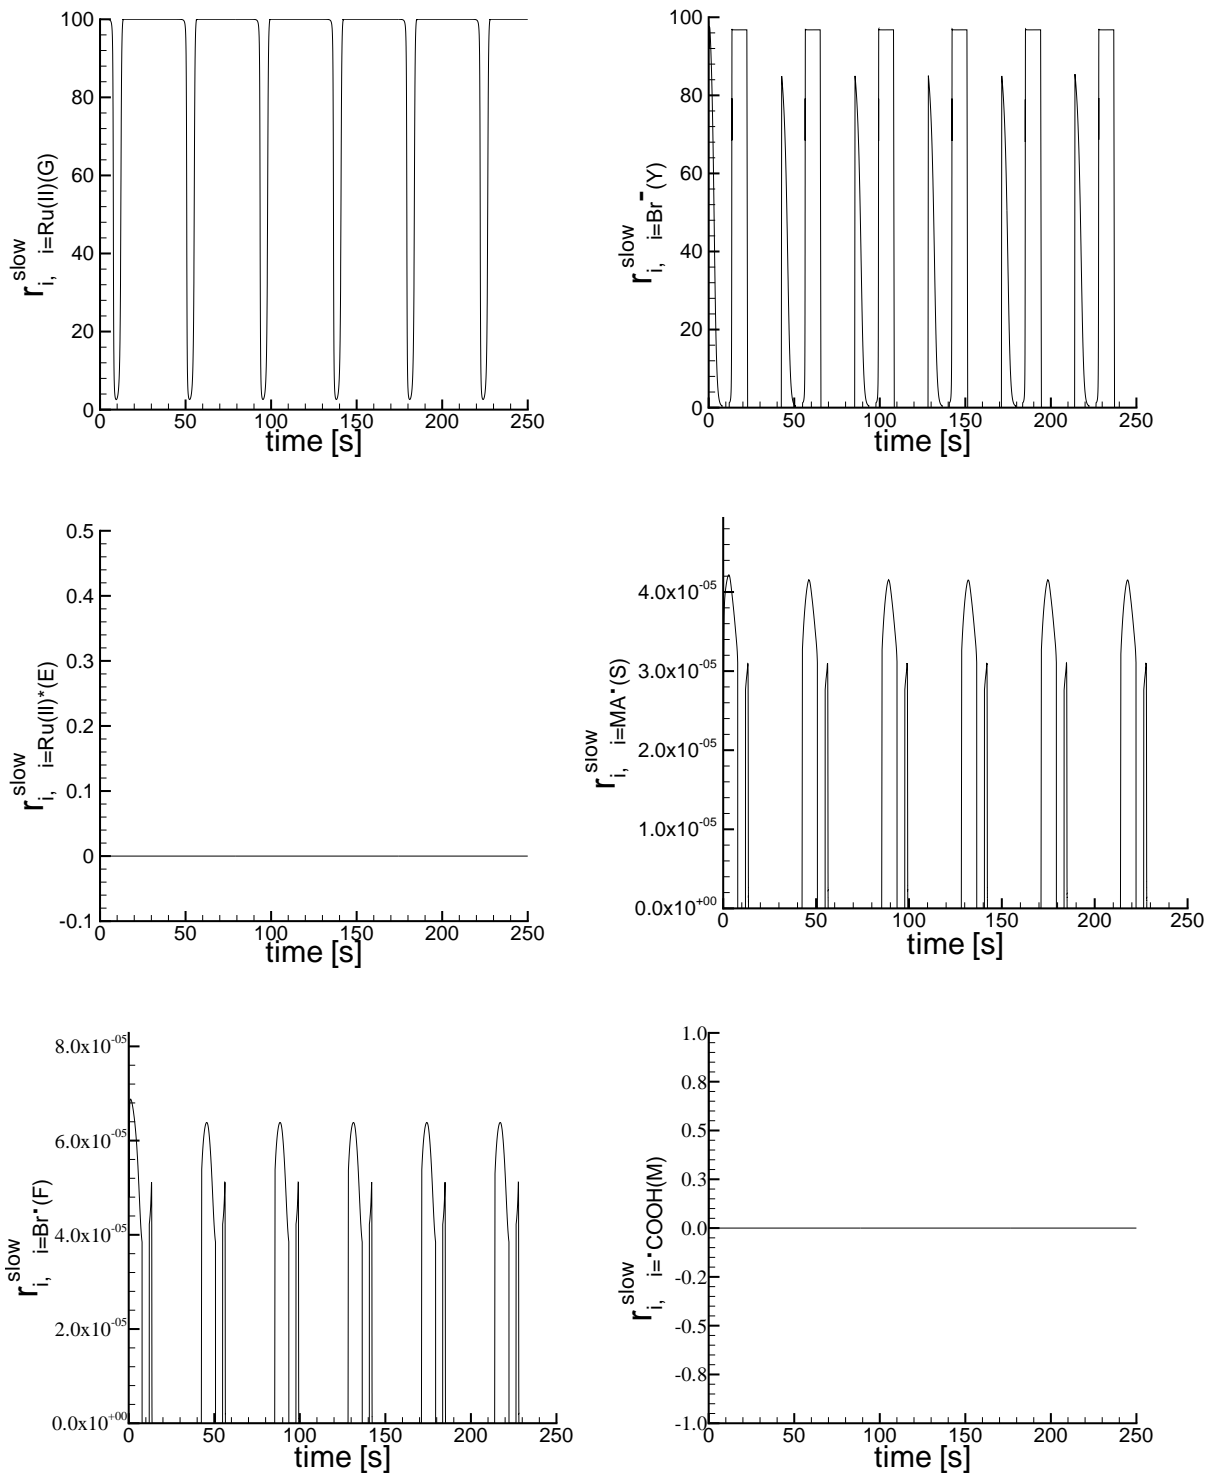 100
80
60
40
20
0
0 50 100 150 200 250
time [s]
r_i,^slow i=Ru(II)(G)
100
80
60
40
20
0
0 50 100 150 200 250
time [s]
r_i,^slow i=Br^-(Y)
0.5
0.4
0.3
0.2
0.1
0
-0.1
0 50 100 150 200 250
time [s]
r_i,^slow i=Ru(II)*(E)
4.0x10^-05
3.0x10^-05
2.0x10^-05
1.0x10^-05
0.0x10^+00
0 50 100 150 200 250
time [s]
r_i,^slow i=MA˙(S)
8.0x10^-05
6.0x10^-05
4.0x10^-05
2.0x10^-05
0.0x10^+00
0 50 100 150 200 250
time [s]
r_i,^slow i=Br˙(F)
1.0
0.8
0.5
0.3
0.0
-0.2
-0.5
-0.8
-1.0
0 50 100 150 200 250
time [s]
r_i,^slow i=˙COOH(M)